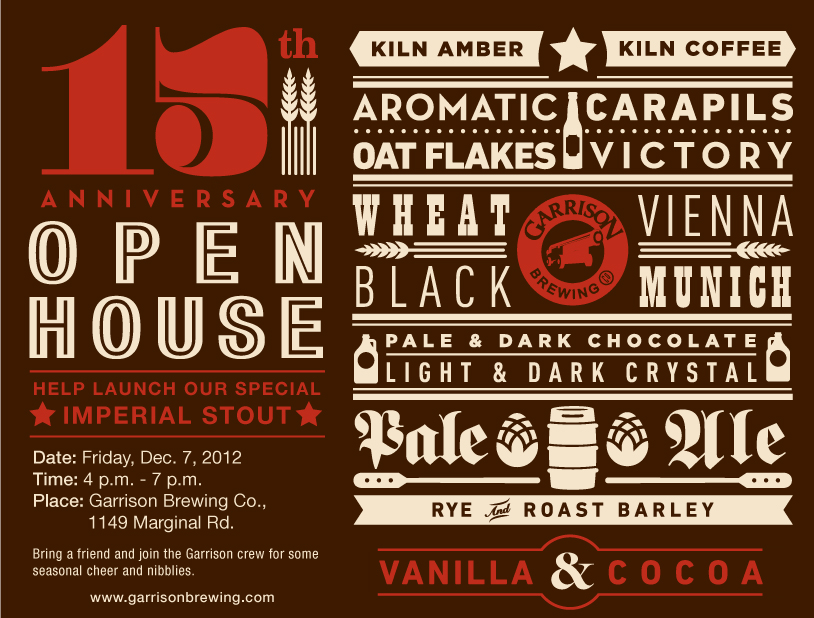 15th
ANNIVERSARY
OPEN
HOUSE
HELP LAUNCH OUR SPECIAL
IMPERIAL STOUT
Date: Friday, Dec. 7, 2012
Time: 4 p.m. - 7 p.m.
Place: Garrison Brewing Co.,
1149 Marginal Rd.
Bring a friend and join the Garrison crew for some
seasonal cheer and nibblies.
www.garrisonbrewing.com
KILN AMBER KILN COFFEE
AROMATIC CARAPILS
OAT FLAKES VICTORY
WHEAT VIENNA
GARRISON
BREWING
BLACK MUNICH
PALE & DARK CHOCOLATE
LIGHT & DARK CRYSTAL
Pale Ale
RYE And ROAST BARLEY
VANILLA & COCOA